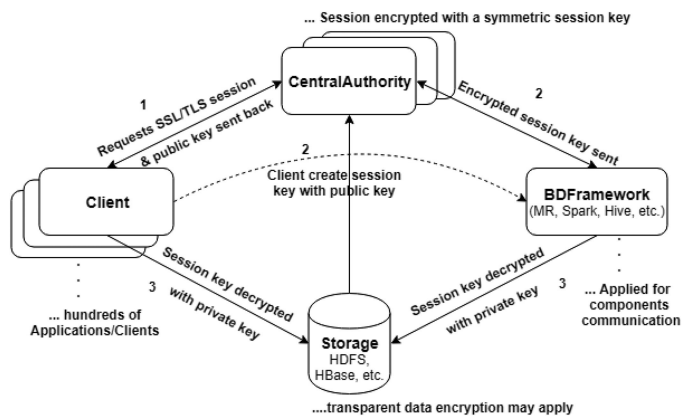 ... Session encrypted with a symmetric session key
CentralAuthority
1
Requests SSL/TLS session
& public key sent back
2
Encrypted session key sent
2
Client create session
key with public key
Client
BDFramework
(MR, Spark, Hive, etc.)
Session key decrypted
3 with private key
Session key decrypted
with private key 3
... hundreds of
Applications/Clients
... Applied for
components
communication
Storage
HDFS,
HBase, etc.
....transparent data encryption may apply